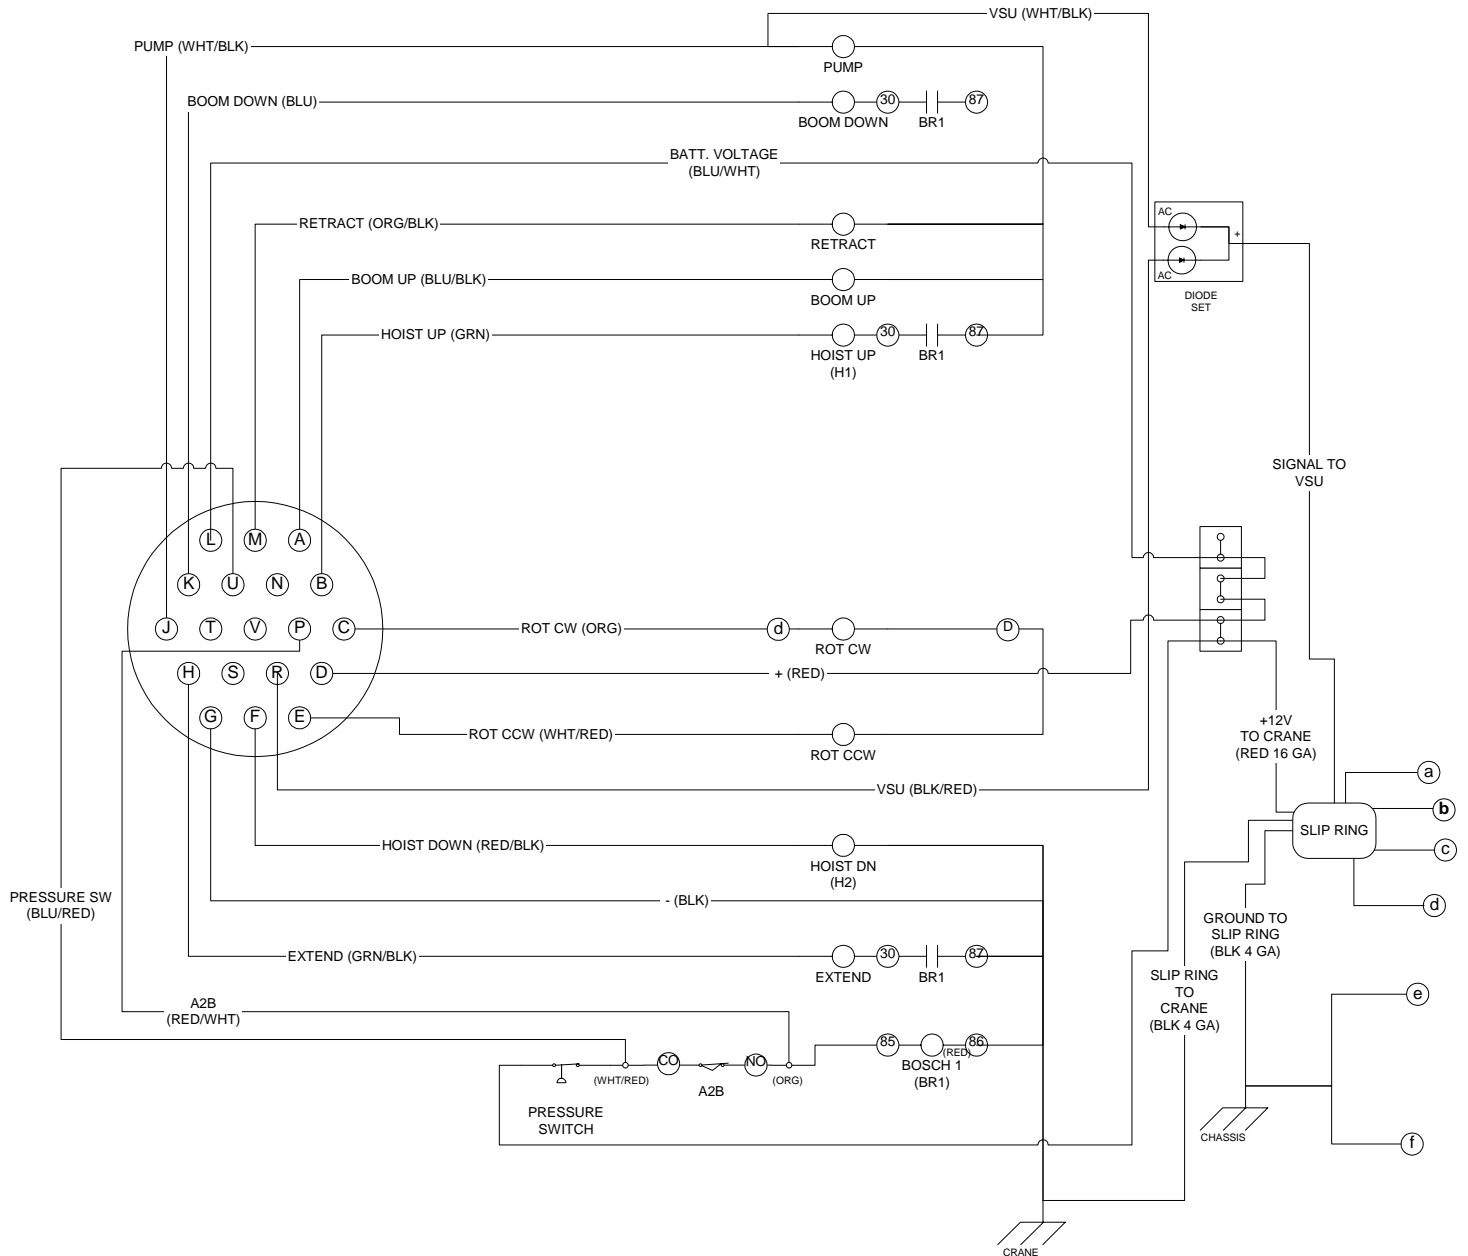 VSU (WHT/BLK)
PUMP (WHT/BLK)
PUMP
BOOM DOWN (BLU)
30
87
BOOM DOWN
BR1
BATT. VOLTAGE
(BLU/WHT)
AC
+
AC
DIODE
SET
RETRACT (ORG/BLK)
RETRACT
BOOM UP (BLU/BLK)
BOOM UP
HOIST UP (GRN)
30
87
HOIST UP
(H1)
BR1
SIGNAL TO
VSU
L
M
A
K
U
N
B
J
T
V
P
C
H
S
R
D
G
F
E
ROT CW (ORG)
d
D
ROT CW
+ (RED)
ROT CCW (WHT/RED)
ROT CCW
+12V
TO CRANE
(RED 16 GA)
VSU (BLK/RED)
SLIP RING
a
b
c
d
HOIST DOWN (RED/BLK)
HOIST DN
(H2)
PRESSURE SW
(BLU/RED)
- (BLK)
GROUND TO
SLIP RING
(BLK 4 GA)
EXTEND (GRN/BLK)
30
87
EXTEND
BR1
SLIP RING
TO
CRANE
(BLK 4 GA)
A2B
(RED/WHT)
e
85
86
(RED)
BOSCH 1
(BR1)
CO
NO
(WHT/RED)
(ORG)
A2B
PRESSURE
SWITCH
CHASSIS
f
CRANE